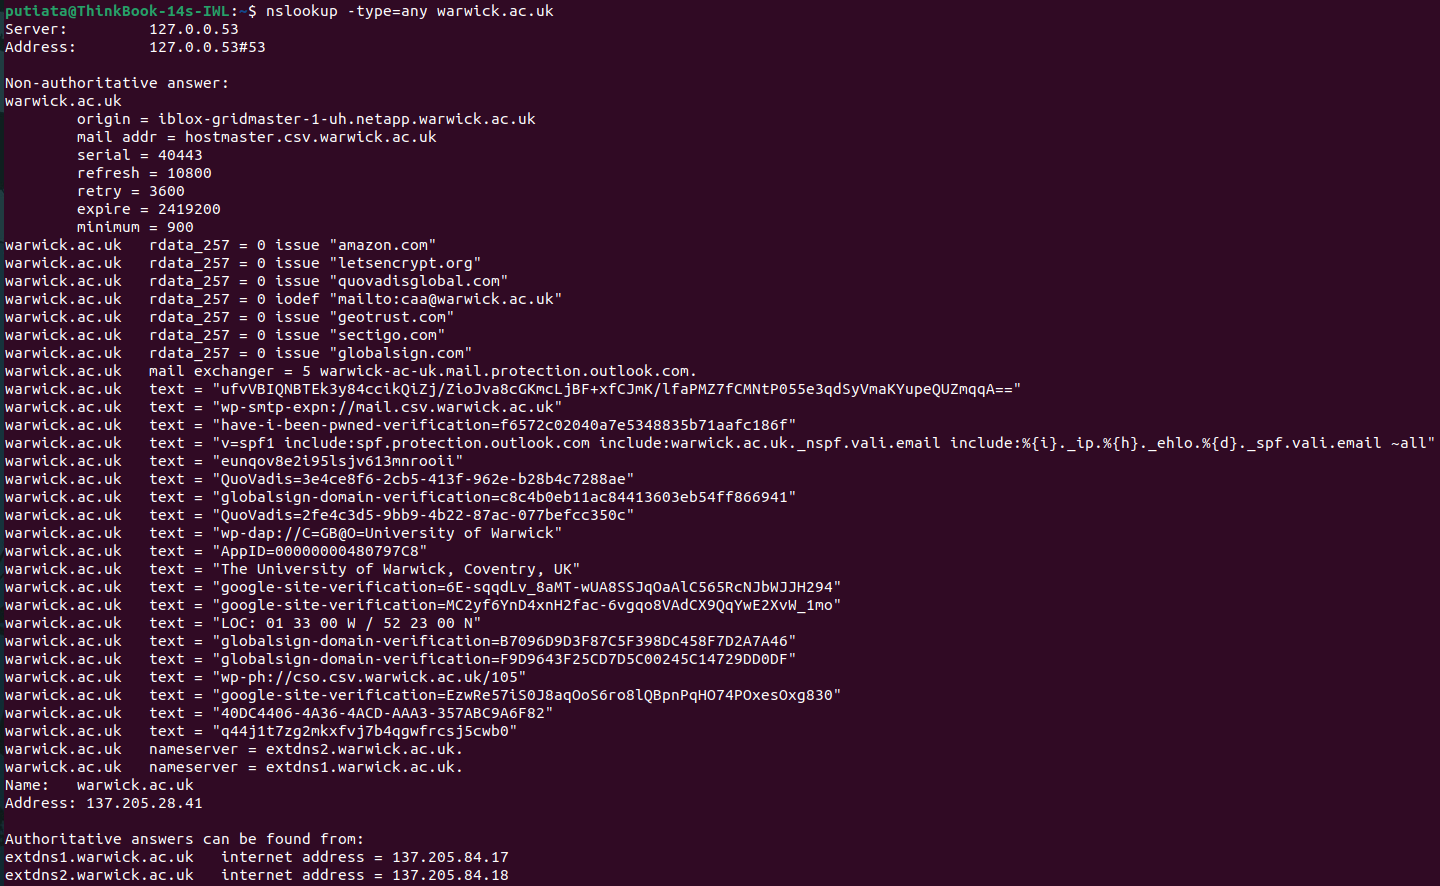 putiata@ThinkBook-14s-IWL:~$ nslookup -type=any warwick.ac.uk
Server:         127.0.0.53
Address:        127.0.0.53#53

Non-authoritative answer:
warwick.ac.uk
        origin = iblox-gridmaster-1-uh.netapp.warwick.ac.uk
        mail addr = hostmaster.csv.warwick.ac.uk
        serial = 40443
        refresh = 10800
        retry = 3600
        expire = 2419200
        minimum = 900
warwick.ac.uk   rdata_257 = 0 issue "amazon.com"
warwick.ac.uk   rdata_257 = 0 issue "letsencrypt.org"
warwick.ac.uk   rdata_257 = 0 issue "quovadisglobal.com"
warwick.ac.uk   rdata_257 = 0 iodef "mailto:caa@warwick.ac.uk"
warwick.ac.uk   rdata_257 = 0 issue "geotrust.com"
warwick.ac.uk   rdata_257 = 0 issue "sectigo.com"
warwick.ac.uk   rdata_257 = 0 issue "globalsign.com"
warwick.ac.uk   mail exchanger = 5 warwick-ac-uk.mail.protection.outlook.com.
warwick.ac.uk   text = "ufvVBIQNBTEk3y84ccikQiZj/ZioJva8cGKmcLjBF+xfCJmK/lfaPMZ7fCMNtP055e3qdSyVmaKYupeQUZmqqA=="
warwick.ac.uk   text = "wp-smtp-expn://mail.csv.warwick.ac.uk"
warwick.ac.uk   text = "have-i-been-pwned-verification=f6572c02040a7e5348835b71aafc186f"
warwick.ac.uk   text = "v=spf1 include:spf.protection.outlook.com include:warwick.ac.uk._nspf.vali.email include:%{i}._ip.%{h}._ehlo.%{d}._spf.vali.email ~all"
warwick.ac.uk   text = "eunqov8e2i95lsjv613mnrooii"
warwick.ac.uk   text = "QuoVadis=3e4ce8f6-2cb5-413f-962e-b28b4c7288ae"
warwick.ac.uk   text = "globalsign-domain-verification=c8c4b0eb11ac84413603eb54ff866941"
warwick.ac.uk   text = "QuoVadis=2fe4c3d5-9bb9-4b22-87ac-077befcc350c"
warwick.ac.uk   text = "wp-dap://C=GB@O=University of Warwick"
warwick.ac.uk   text = "AppID=00000000480797C8"
warwick.ac.uk   text = "The University of Warwick, Coventry, UK"
warwick.ac.uk   text = "google-site-verification=6E-sqqdLv_8aMT-wUA8SSJqOaAlC565RcNJbWJJH294"
warwick.ac.uk   text = "google-site-verification=MC2yf6YnD4xnH2fac-6vgqo8VAdCX9QqYwE2XvW_1mo"
warwick.ac.uk   text = "LOC: 01 33 00 W / 52 23 00 N"
warwick.ac.uk   text = "globalsign-domain-verification=B7096D9D3F87C5F398DC458F7D2A7A46"
warwick.ac.uk   text = "globalsign-domain-verification=F9D9643F25CD7D5C00245C14729DD0DF"
warwick.ac.uk   text = "wp-ph://cso.csv.warwick.ac.uk/105"
warwick.ac.uk   text = "google-site-verification=EzwRe57iS0J8aqOoS6ro8lQBpnPqHO74POxesOxg830"
warwick.ac.uk   text = "40DC4406-4A36-4ACD-AAA3-357ABC9A6F82"
warwick.ac.uk   text = "q44j1t7zg2mkxfvj7b4qgwfrcsj5cwb0"
warwick.ac.uk   nameserver = extdns2.warwick.ac.uk.
warwick.ac.uk   nameserver = extdns1.warwick.ac.uk.
Name:   warwick.ac.uk
Address: 137.205.28.41

Authoritative answers can be found from:
extdns1.warwick.ac.uk   internet address = 137.205.84.17
extdns2.warwick.ac.uk   internet address = 137.205.84.18